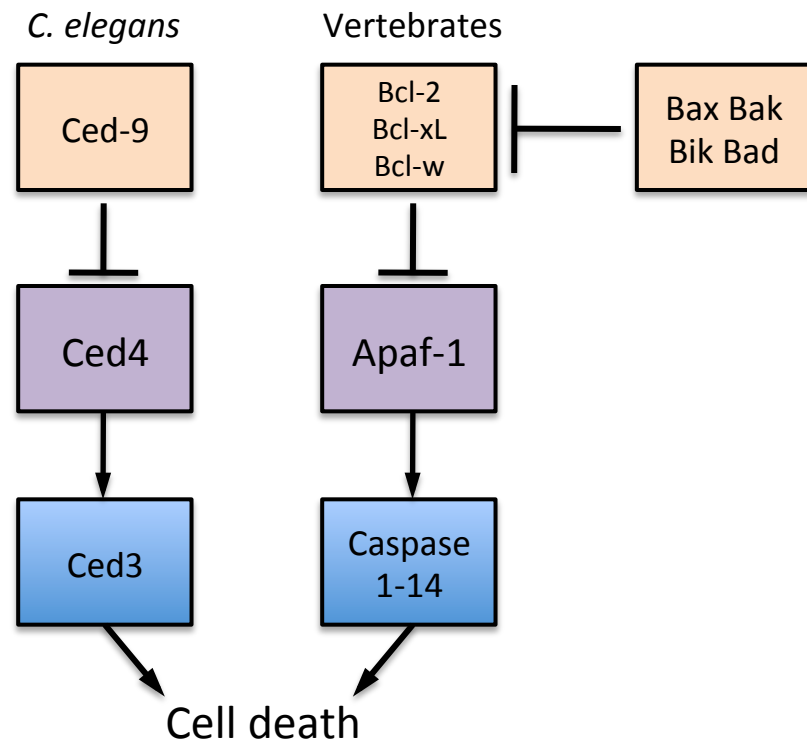 C. elegans
Vertebrates
Ced-9
Bcl-2
Bcl-xL
Bcl-w
Bax Bak
Bik Bad
Ced4
Apaf-1
Ced3
Caspase
1-14
Cell death